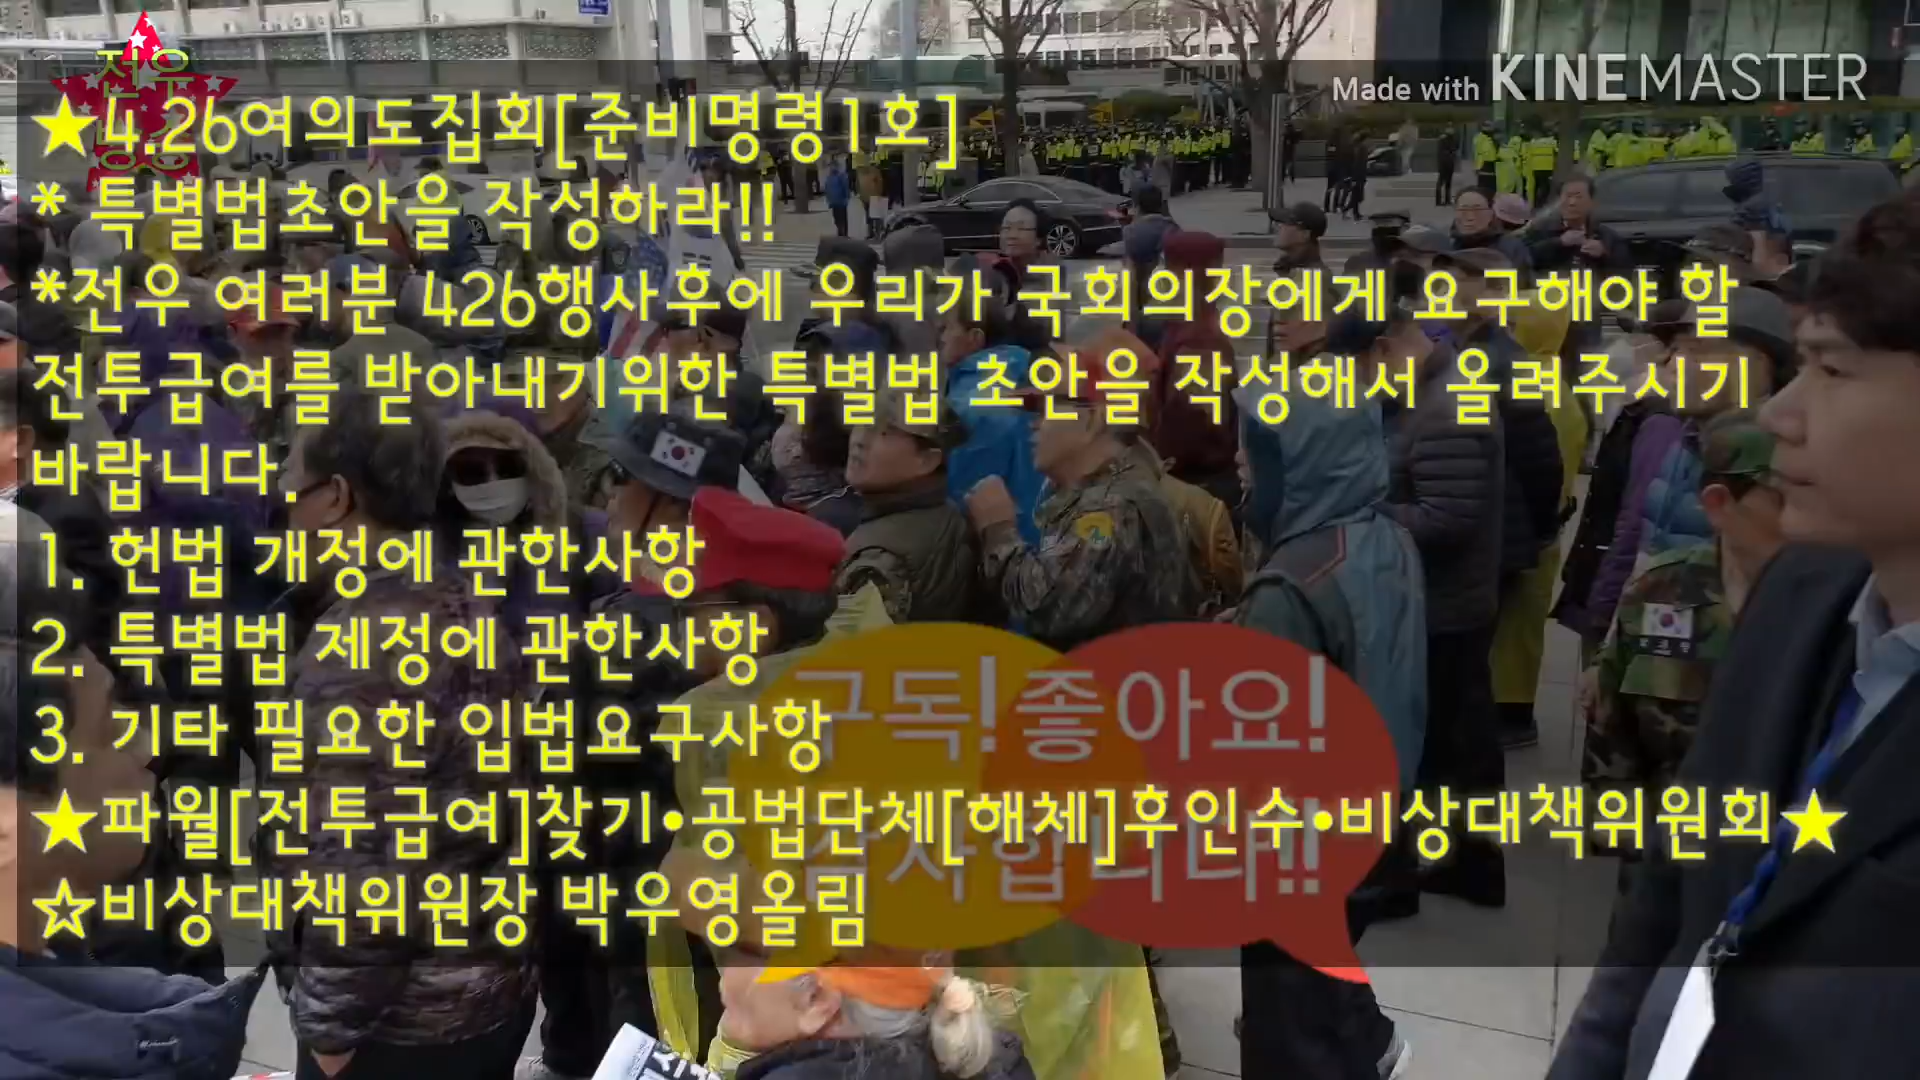 Made with KINEMASTER
전우
★4.26여의도집회[준비명령1호]
* 특별법초안을 작성하라!!
*전우 여러분 426행사후에 우리가 국회의장에게 요구해야 할
전투급여를 받아내기위한 특별법 초안을 작성해서 올려주시기
바랍니다.
1. 헌법 개정에 관한사항
2. 특별법 제정에 관한사항
3. 기타 필요한 입법요구사항
★파월[전투급여]찾기•공법단체[해체]후인수•비상대책위원회★
☆비상대책위원장 박우영올림
구독! 좋아요!
감사합니다!!